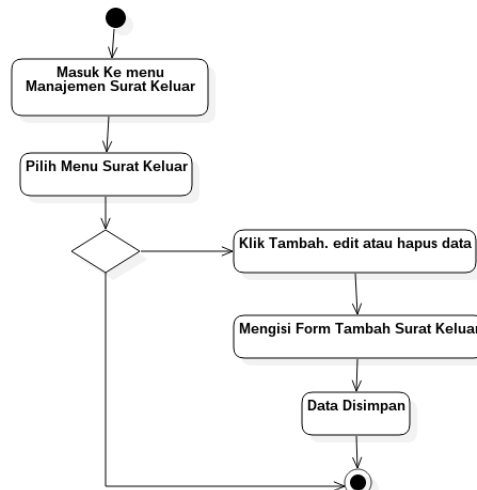 Masuk Ke menu
Manajemen Surat Keluar
Pilih Menu Surat Keluar
Klik Tambah. edit atau hapus data
Mengisi Form Tambah Surat Keluar
Data Disimpan